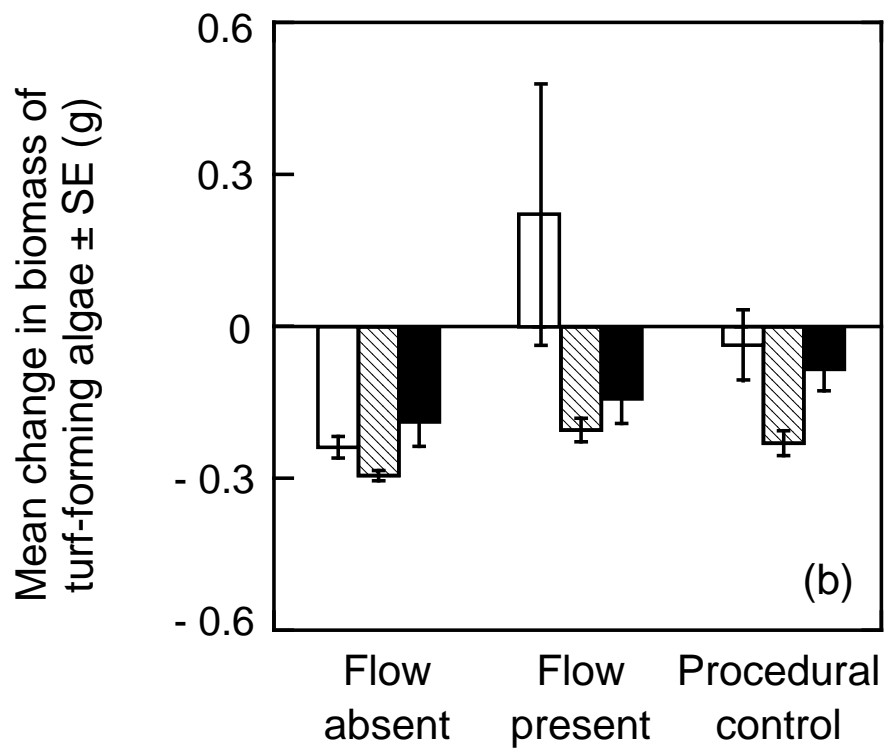 Mean change in biomass of
turf-forming algae ± SE (g)
0.6
0.3
0
- 0.3
- 0.6
(b)
Flow
absent
Flow
present
Procedural
control